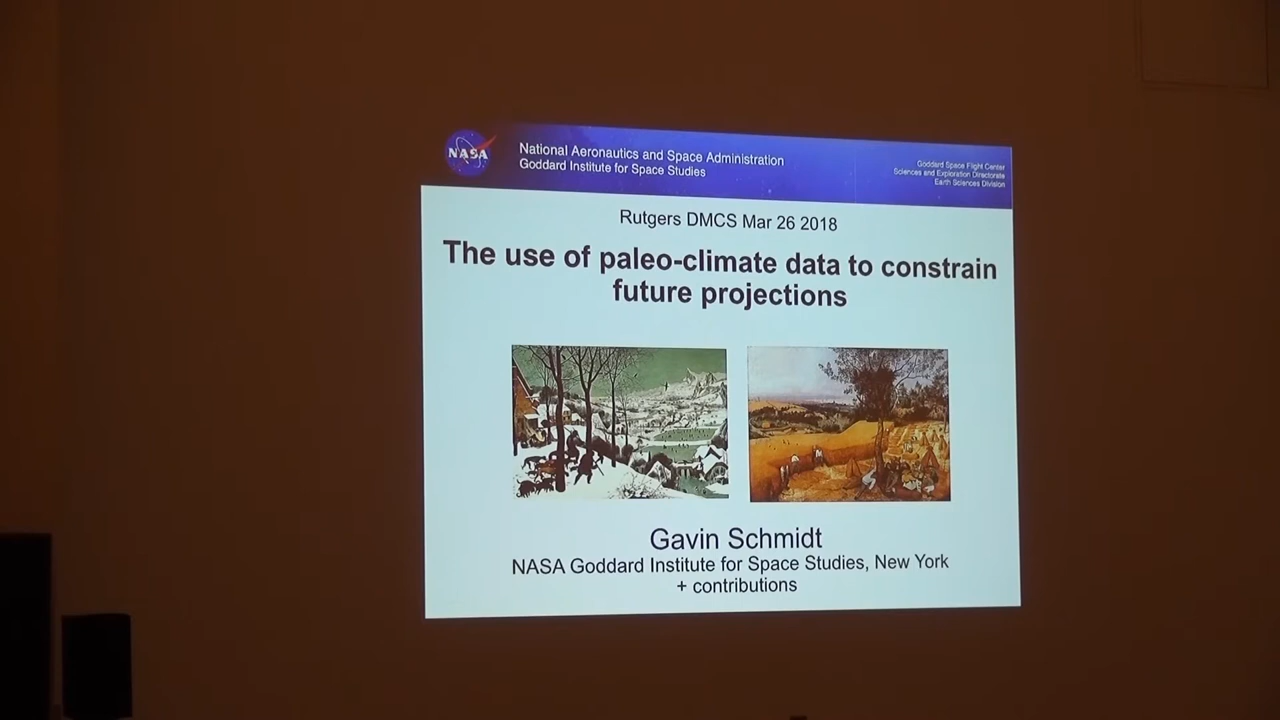 NASA
National Aeronautics and Space Administration
Goddard Institute for Space Studies
Goddard Space Flight Center
Sciences and Exploration Directorate
Earth Sciences Division
Rutgers DMCS Mar 26 2018
The use of paleo-climate data to constrain
future projections
Gavin Schmidt
NASA Goddard Institute for Space Studies, New York
+ contributions